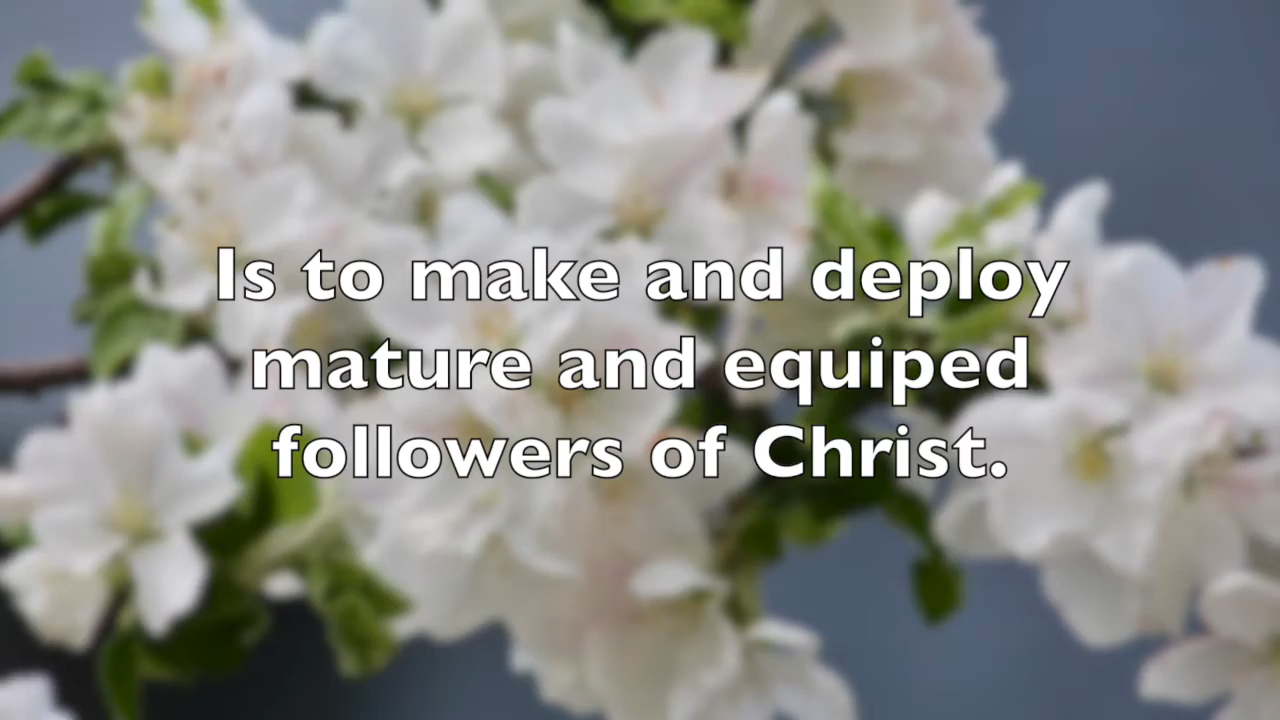 Is to make and deploy
mature and equiped
followers of Christ.